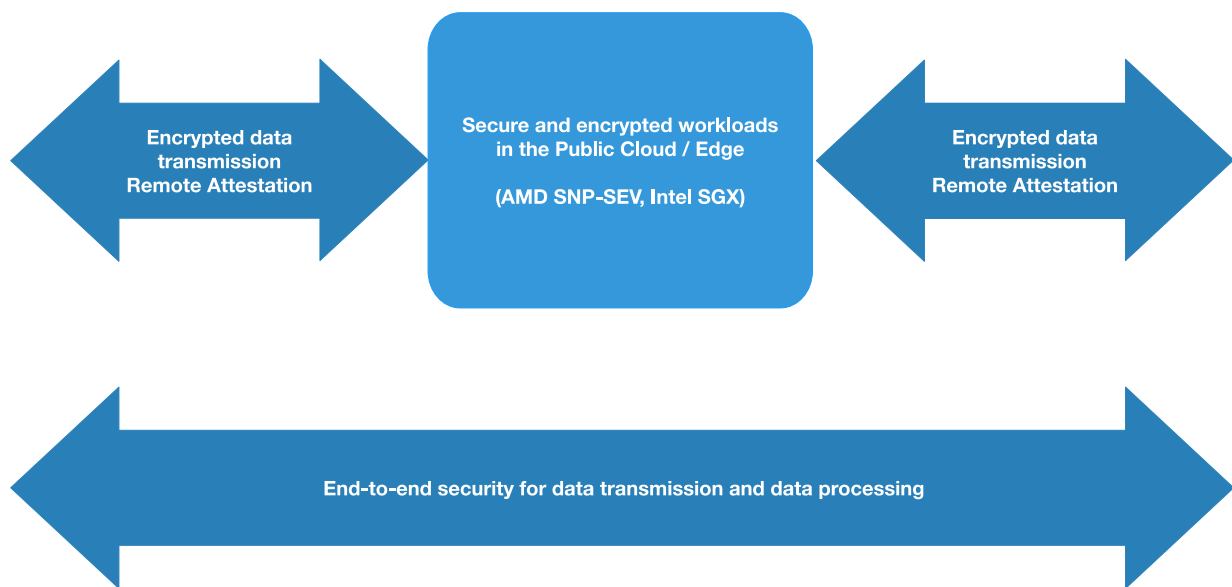 Encrypted data
transmission
Remote Attestation
Secure and encrypted workloads
in the Public Cloud / Edge
(AMD SNP-SEV, Intel SGX)
Encrypted data
transmission
Remote Attestation
End-to-end security for data transmission and data processing